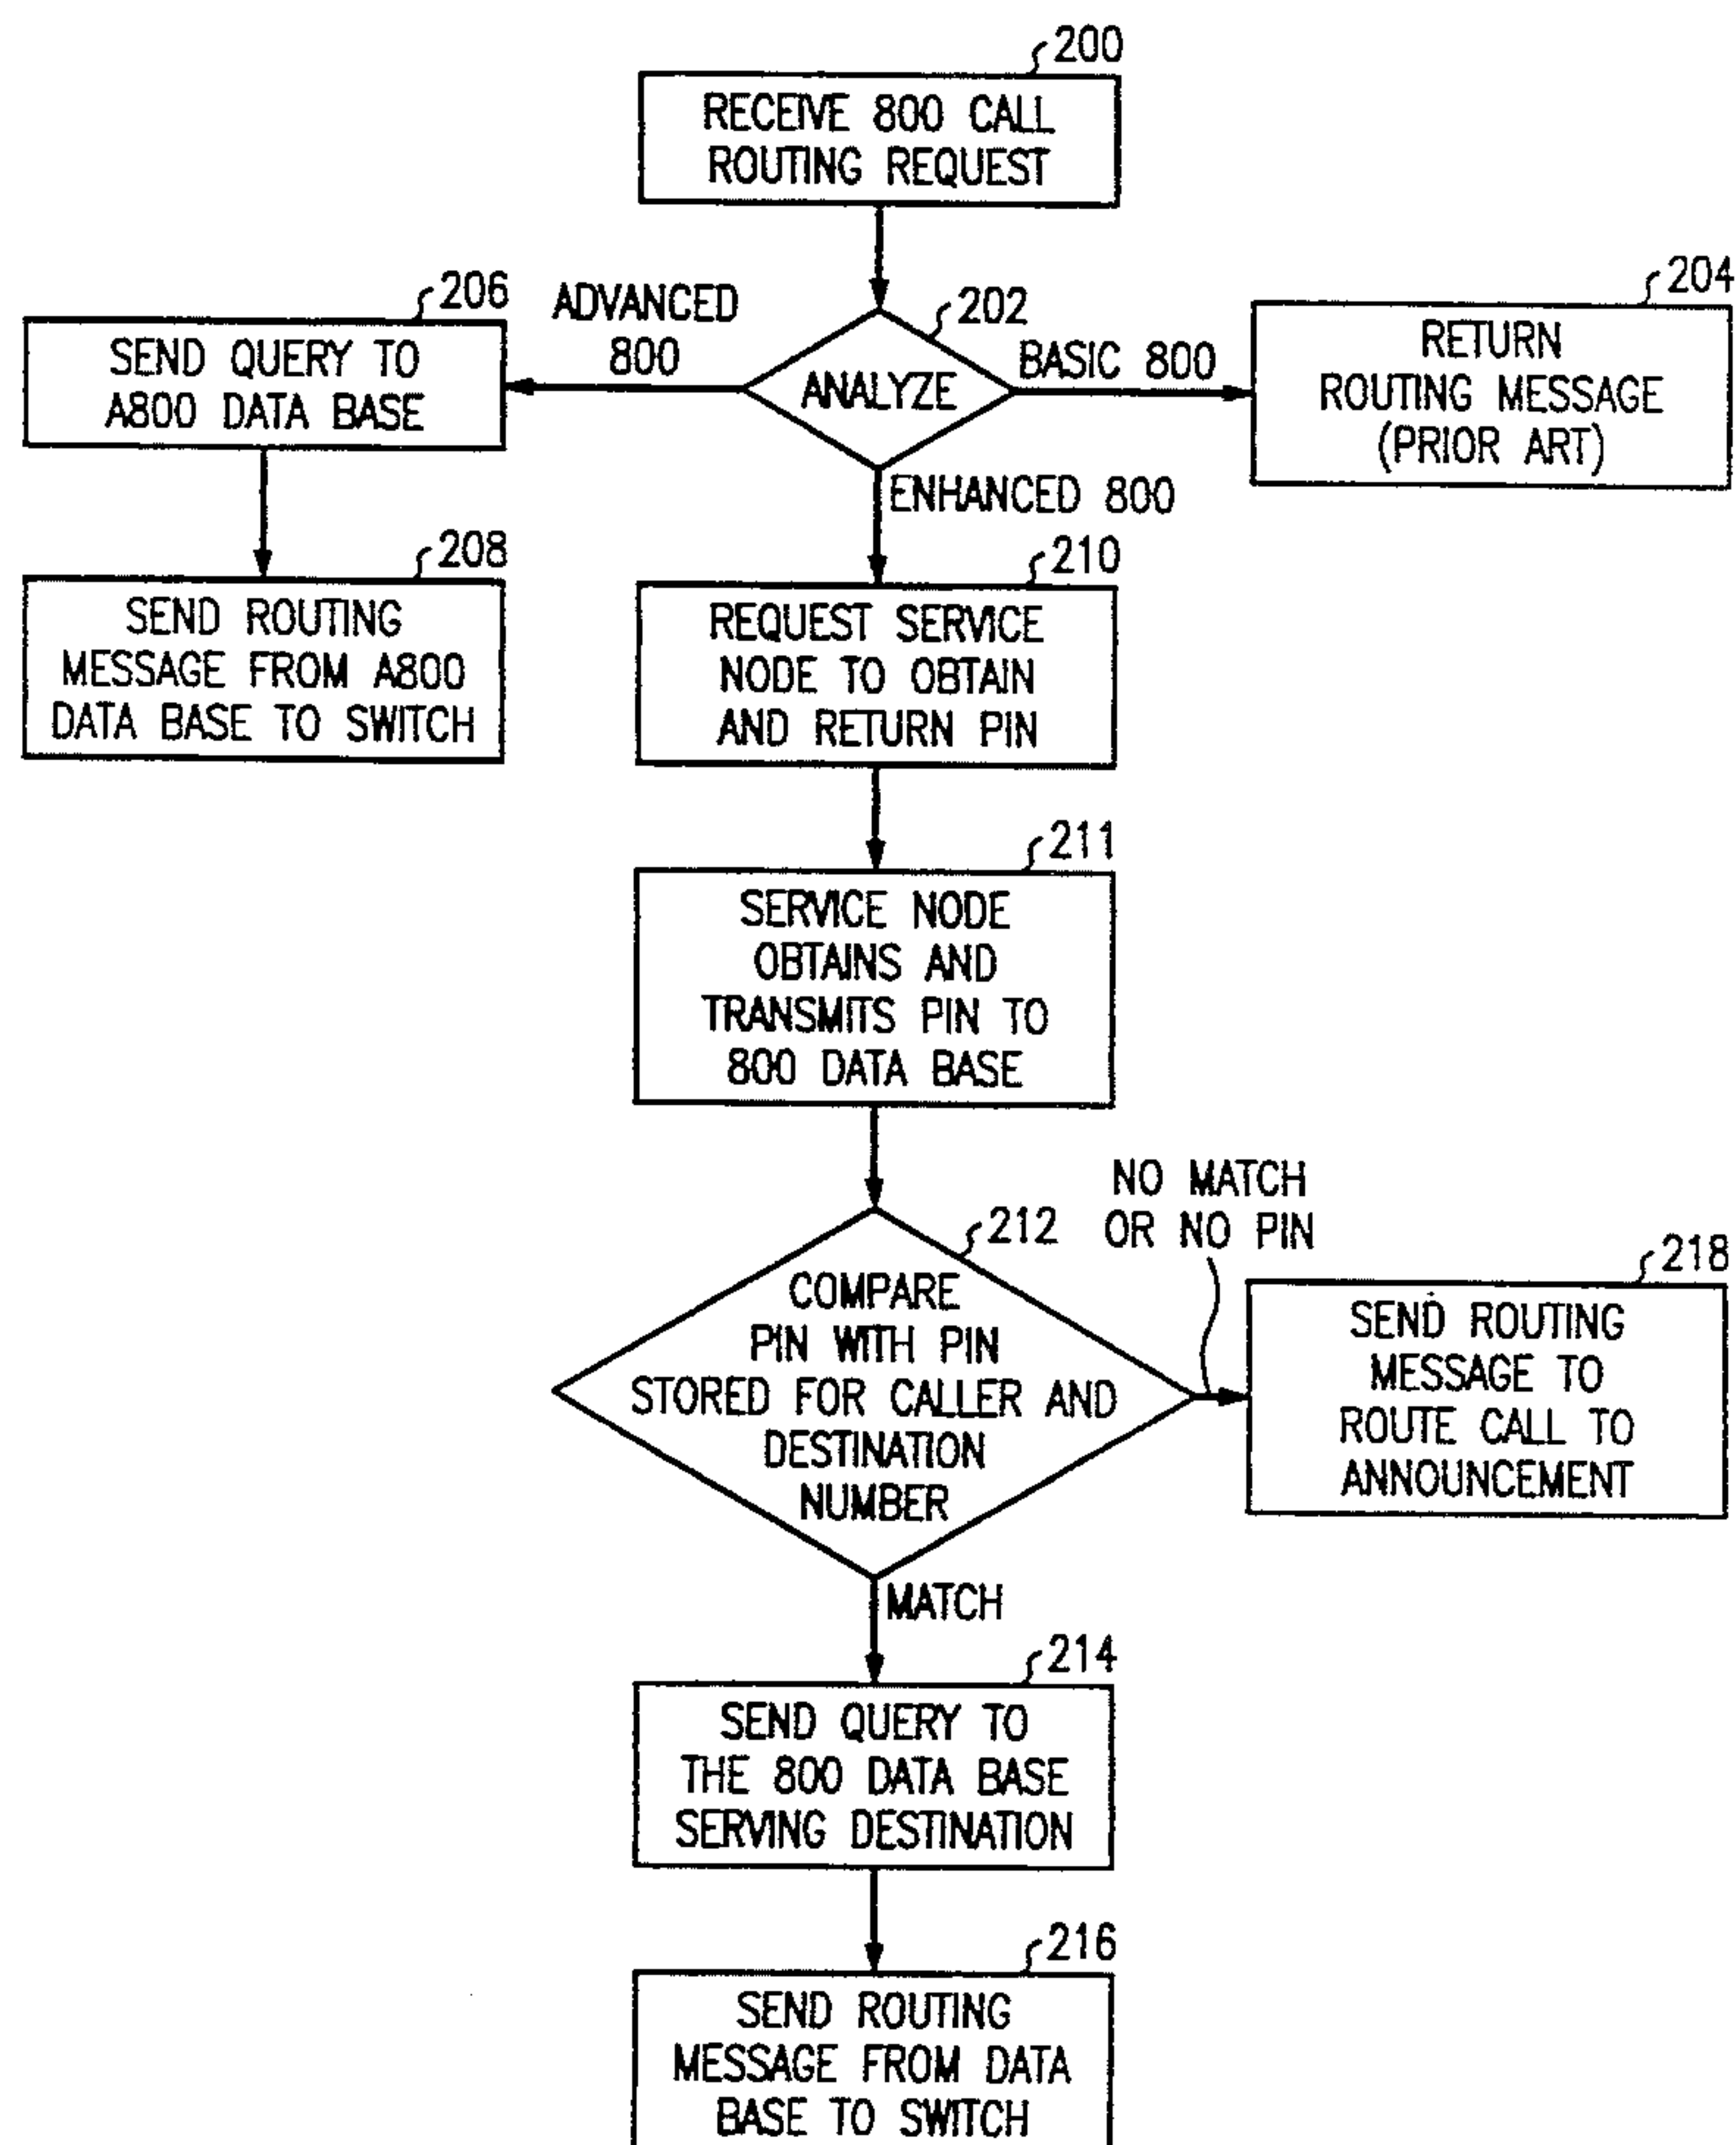 200
RECEIVE 800 CALL
ROUTING REQUEST
206
SEND QUERY TO
A800 DATA BASE
ADVANCED
800
202
ANALYZE
BASIC 800
204
RETURN
ROUTING MESSAGE
(PRIOR ART)
ENHANCED 800
208
SEND ROUTING
MESSAGE FROM A800
DATA BASE TO SWITCH
210
REQUEST SERVICE
NODE TO OBTAIN
AND RETURN PIN
211
SERVICE NODE
OBTAINS AND
TRANSMITS PIN TO
800 DATA BASE
212
COMPARE
PIN WITH PIN
STORED FOR CALLER AND
DESTINATION
NUMBER
NO MATCH
OR NO PIN
218
SEND ROUTING
MESSAGE TO
ROUTE CALL TO
ANNOUNCEMENT
MATCH
214
SEND QUERY TO
THE 800 DATA BASE
SERVING DESTINATION
216
SEND ROUTING
MESSAGE FROM DATA
BASE TO SWITCH